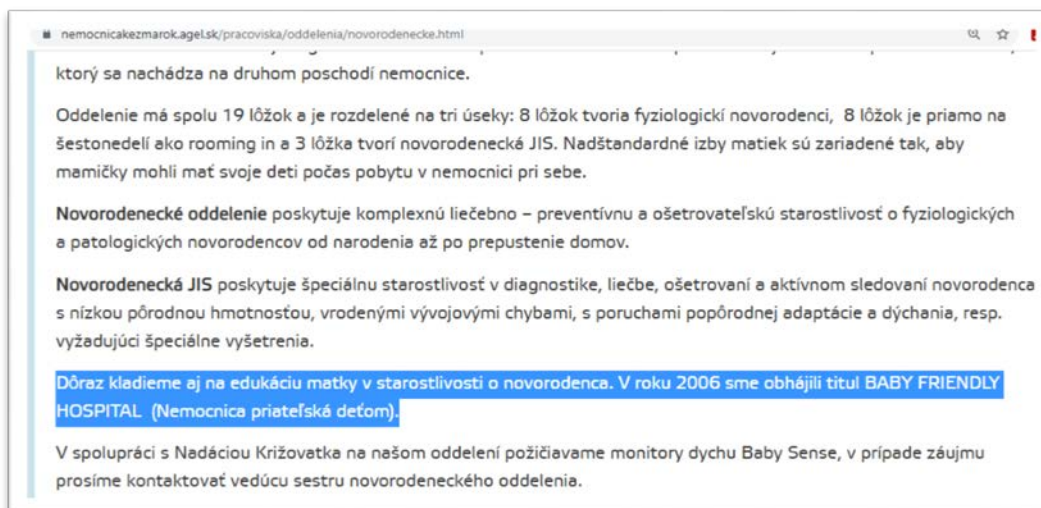 nemocnicakezmarok.agel.sk/pracoviska/oddelenia/novorodenecke.html
ktorý sa nachádza na druhom poschodí nemocnice.
Oddelenie má spolu 19 lôžok a je rozdelené na tri úseky: 8 lôžok tvoria fyziologickí novorodenci, 8 lôžok je priamo na
šestonedelí ako rooming in a 3 lôžka tvorí novorodenecká JIS. Nadštandardné izby matiek sú zariadené tak, aby
mamičky mohli mať svoje deti počas pobytu v nemocnici pri sebe.
Novorodenecké oddelenie poskytuje komplexnú liečebno – preventívnu a ošetrovateľskú starostlivosť o fyziologických
a patologických novorodencov od narodenia až po prepustenie domov.
Novorodenecká JIS poskytuje špeciálnu starostlivosť v diagnostike, liečbe, ošetrovaní a aktívnom sledovaní novorodenca
s nízkou pôrodnou hmotnosťou, vrodenými vývojovými chybami, s poruchami popôrodnej adaptácie a dýchania, resp.
vyžadujúci špeciálne vyšetrenia.
Dôraz kladieme aj na edukáciu matky v starostlivosti o novorodenca. V roku 2006 sme obhájili titul BABY FRIENDLY
HOSPITAL (Nemocnica priateľská deťom).
V spolupráci s Nadáciou Križovatka na našom oddelení požičiavame monitory dychu Baby Sense, v prípade záujmu
prosíme kontaktovať vedúcu sestru novorodeneckého oddelenia.